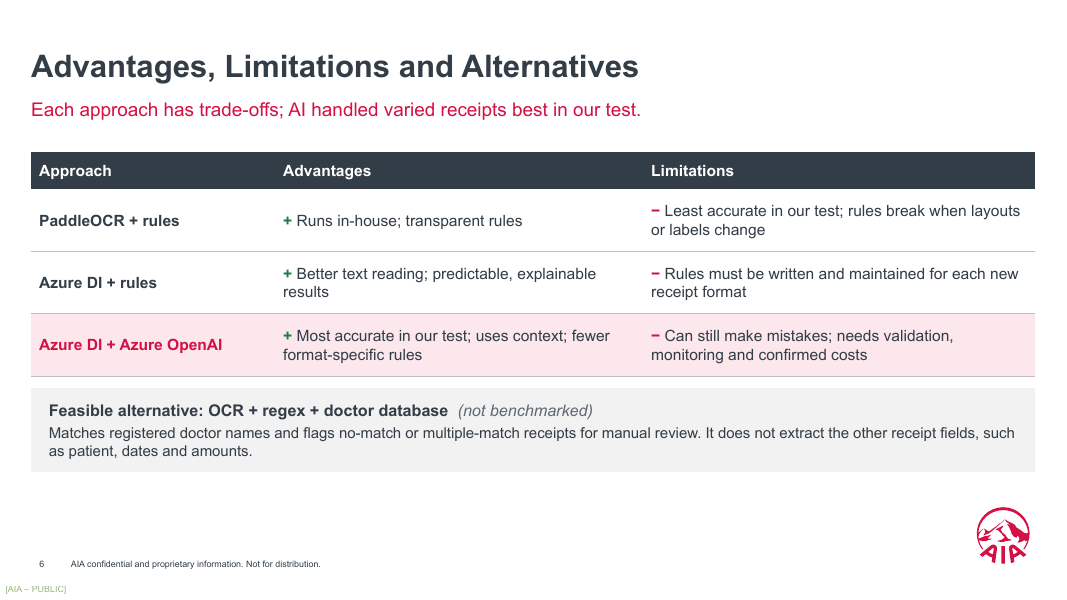 Advantages, Limitations and Alternatives
Each approach has trade-offs; AI handled varied receipts best in our test.
Approach Advantages Limitations
PaddleOCR + rules
+ Runs in-house; transparent rules
− Least accurate in our test; rules break when layouts
or labels change
Azure DI + rules
+ Better text reading; predictable, explainable
results
− Rules must be written and maintained for each new
receipt format
Azure DI + Azure OpenAI
+ Most accurate in our test; uses context; fewer
format-specific rules
− Can still make mistakes; needs validation,
monitoring and confirmed costs
Feasible alternative: OCR + regex + doctor database (not benchmarked)
Matches registered doctor names and flags no-match or multiple-match receipts for manual review. It does not extract the other receipt fields, such
as patient, dates and amounts.
AIA
6 AIA confidential and proprietary information. Not for distribution.
[AIA – PUBLIC]